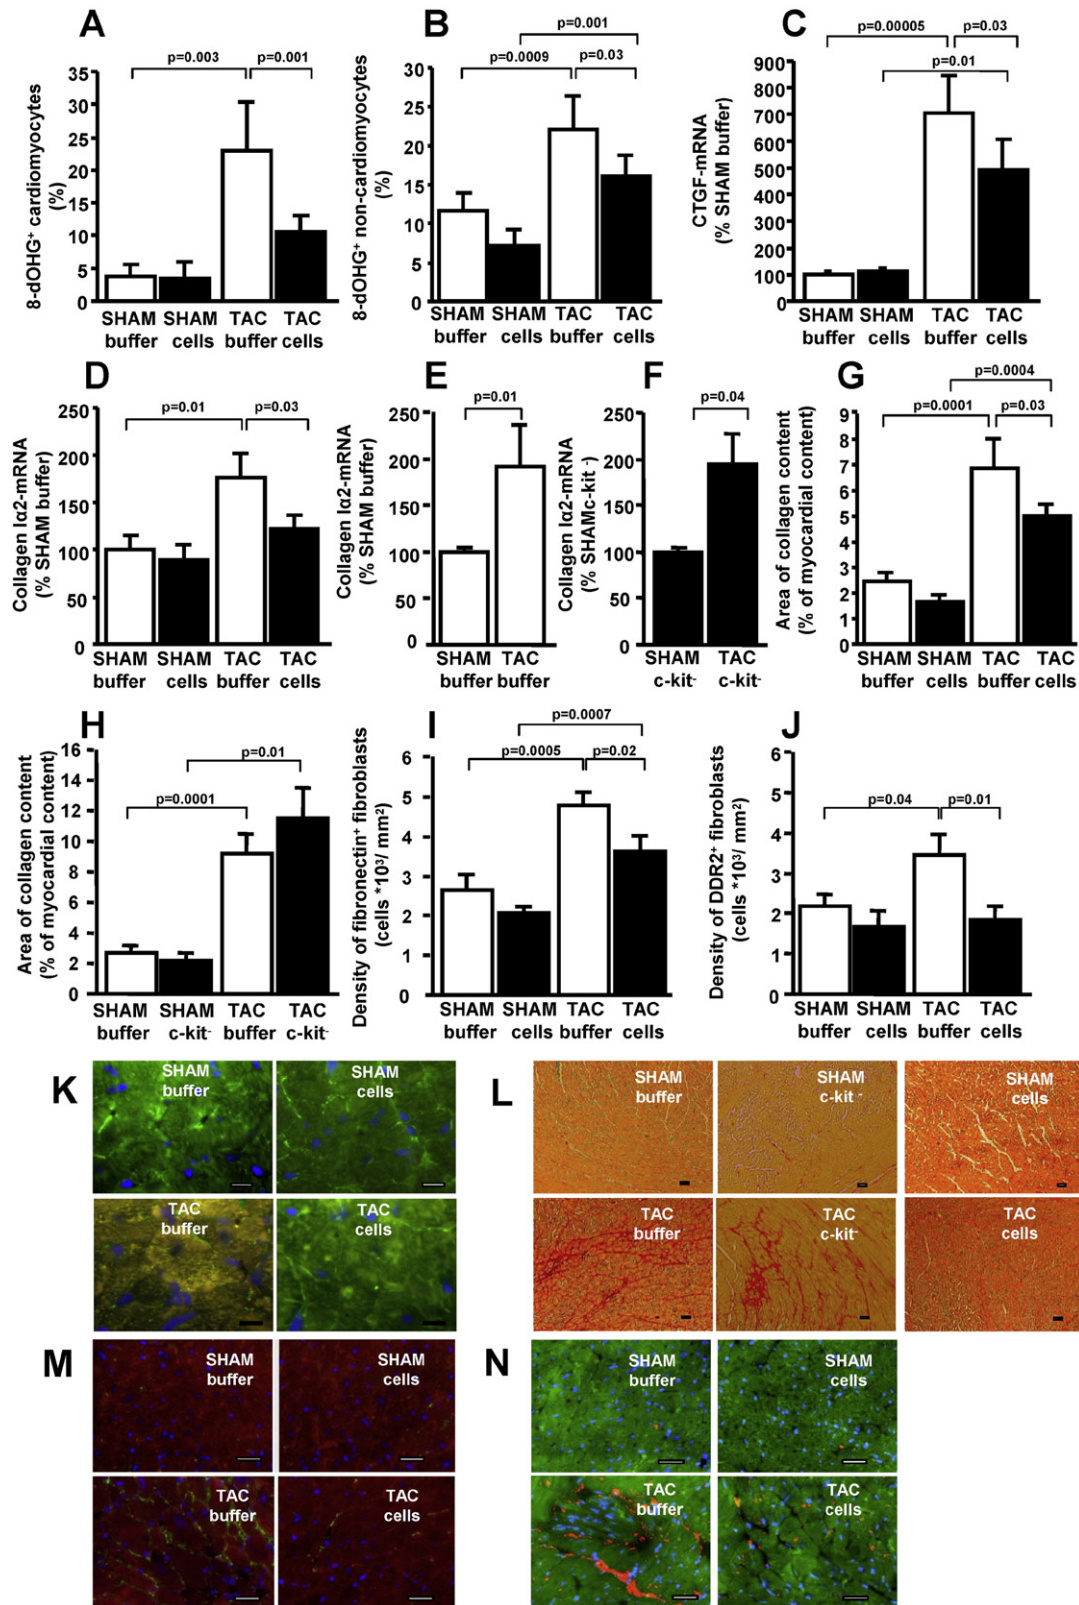 A
p=0.003
p=0.001
8-dOHG⁺ cardiomyocytes
(%)
35
30
25
20
15
10
5
0
SHAM SHAM TAC TAC
buffer cells buffer cells
B
p=0.001
p=0.0009
p=0.03
8-dOHG⁺ non-cardiomyocytes
(%)
30
25
20
15
10
5
0
SHAM SHAM TAC TAC
buffer cells buffer cells
C
p=0.00005
p=0.03
p=0.01
CTGF-mRNA
(% SHAM buffer)
900
800
700
600
500
400
300
200
100
0
SHAM SHAM TAC TAC
buffer cells buffer cells
D
p=0.01
p=0.03
Collagen Iα2-mRNA
(% SHAM buffer)
250
200
150
100
50
0
SHAM SHAM TAC TAC
buffer cells buffer cells
E
p=0.01
Collagen Iα2-mRNA
(% SHAM buffer)
250
200
150
100
50
0
SHAM TAC
buffer buffer
F
p=0.04
Collagen Iα2-mRNA
(% SHAMc-kit⁻)
250
200
150
100
50
0
SHAM TAC
c-kit⁻ c-kit⁻
G
p=0.0004
p=0.0001
p=0.03
Area of collagen content
(% of myocardial content)
9
8
7
6
5
4
3
2
1
0
SHAM SHAM TAC TAC
buffer cells buffer cells
H
p=0.01
p=0.0001
Area of collagen content
(% of myocardial content)
16
14
12
10
8
6
4
2
0
SHAM SHAM TAC TAC
buffer c-kit⁻ buffer c-kit⁻
I
p=0.0007
p=0.0005
p=0.02
Density of fibronectin⁺ fibroblasts
(cells *10³/ mm²)
6
5
4
3
2
1
0
SHAM SHAM TAC TAC
buffer cells buffer cells
J
p=0.04
p=0.01
Density of DDR2⁺ fibroblasts
(cells *10³/ mm²)
6
5
4
3
2
1
0
SHAM SHAM TAC TAC
buffer cells buffer cells
K
SHAM
buffer
SHAM
cells
TAC
buffer
TAC
cells
L
SHAM
buffer
SHAM
c-kit⁻
SHAM
cells
TAC
buffer
TAC
c-kit⁻
TAC
cells
M
SHAM
buffer
SHAM
cells
TAC
buffer
TAC
cells
N
SHAM
buffer
SHAM
cells
TAC
buffer
TAC
cells